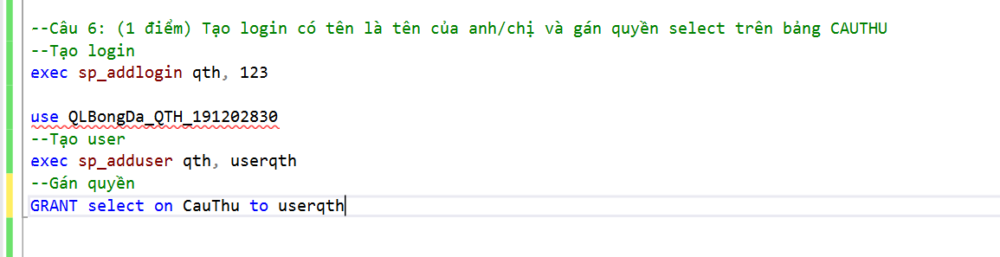 --Câu 6: (1 điểm) Tạo login có tên là tên của anh/chị và gán quyền select trên bảng CAUTHU
--Tạo login
exec sp_addlogin qth, 123
use QLBongDa_QTH_191202830
--Tạo user
exec sp_adduser qth, userqth
--Gán quyền
GRANT select on CauThu to userqth